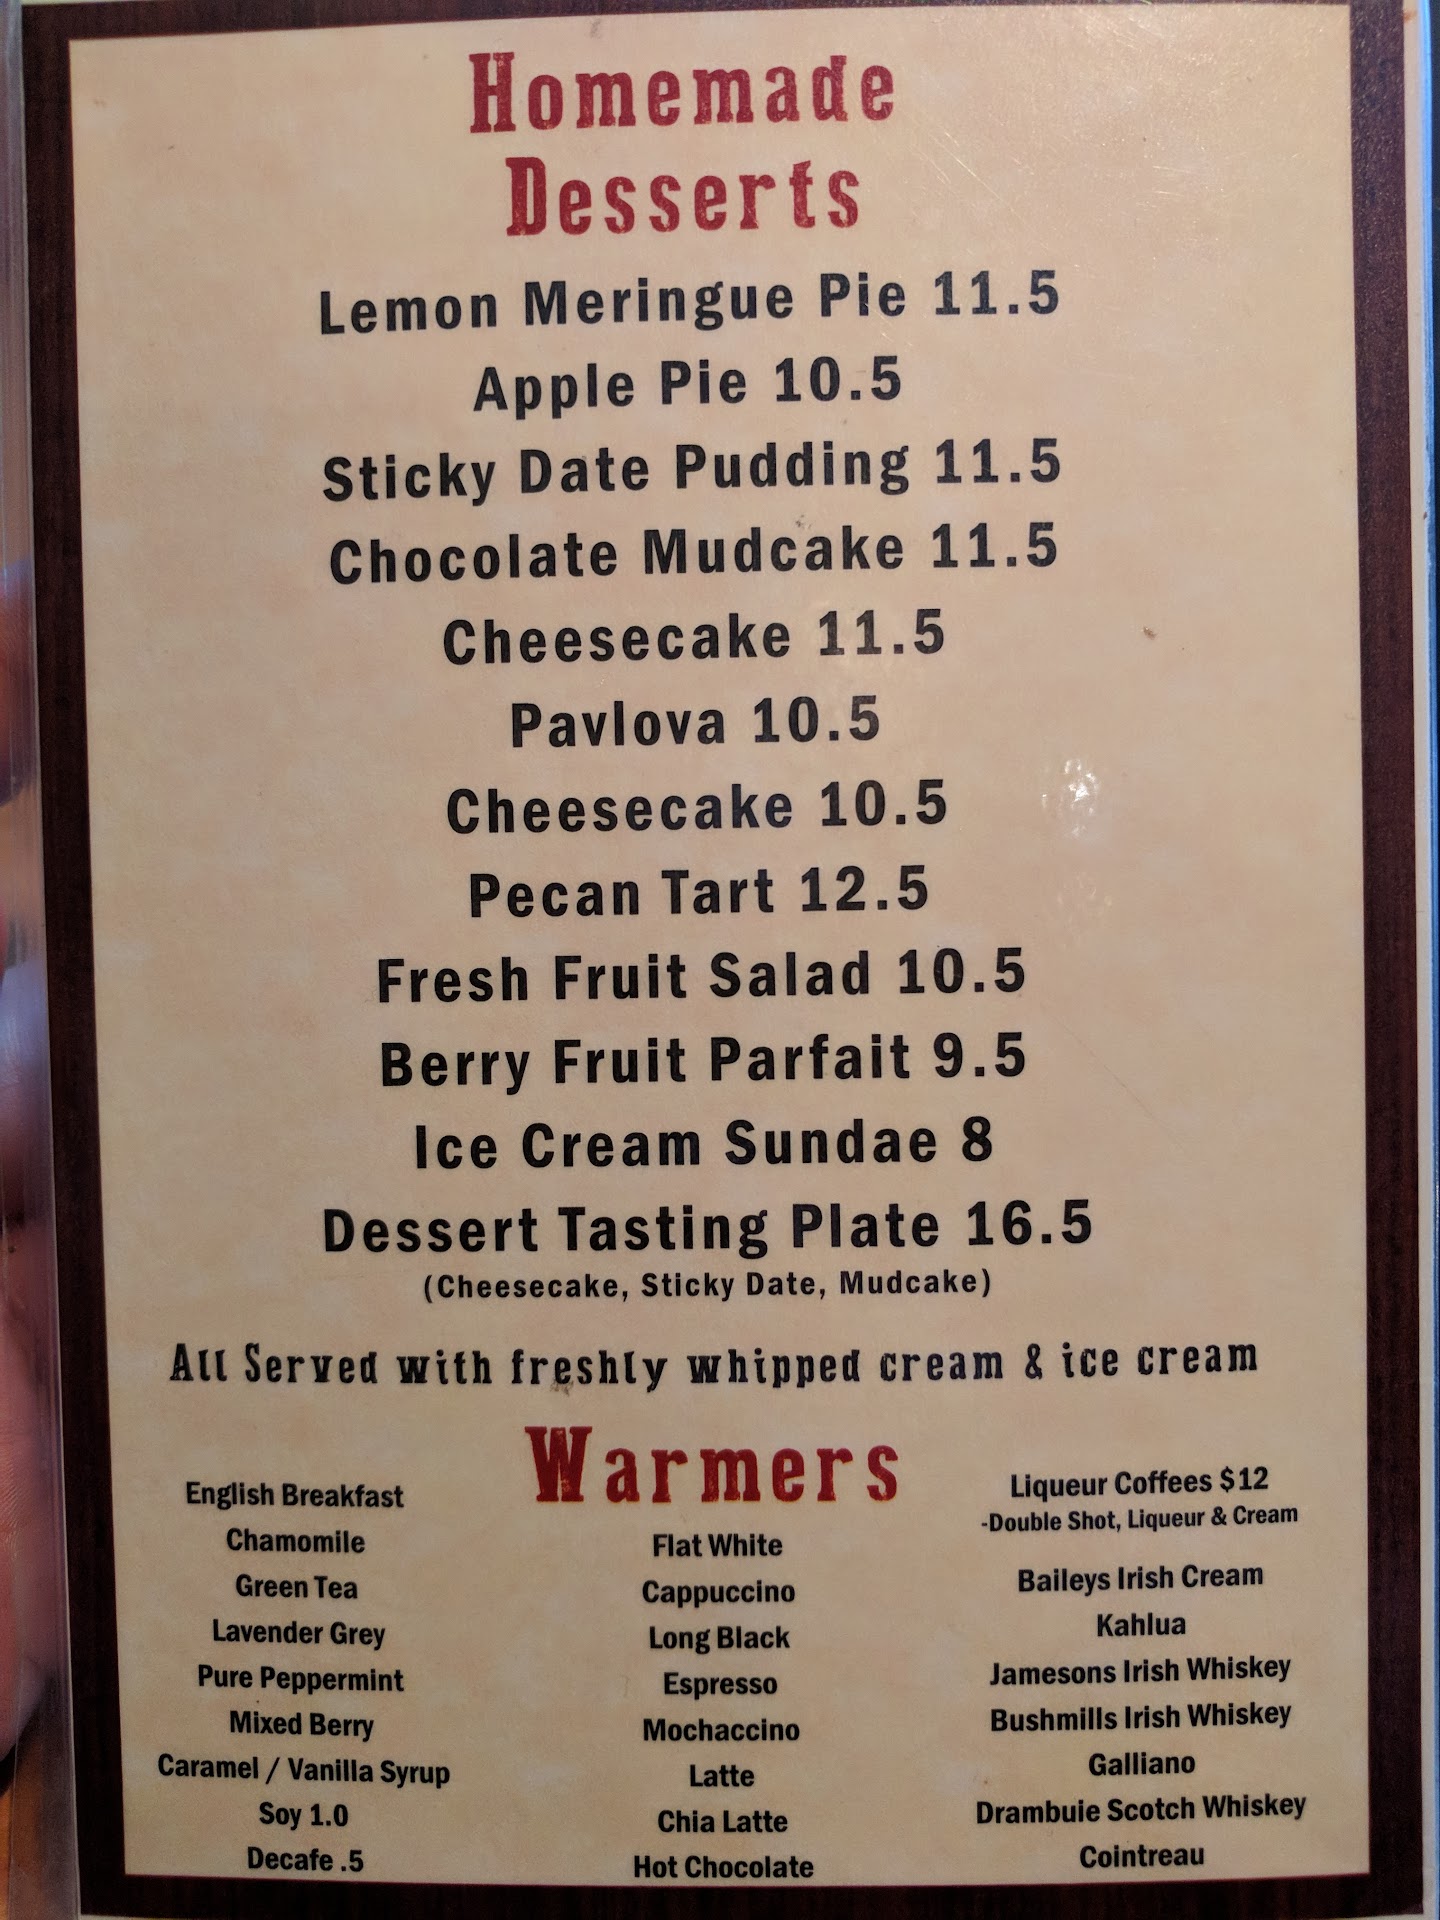 Homemade
Desserts
Lemon Meringue Pie 11.5
Apple Pie 10.5
Sticky Date Pudding 11.5
Chocolate Mudcake 11.5
Cheesecake 11.5
Pavlova 10.5
Cheesecake 10.5
Pecan Tart 12.5
Fresh Fruit Salad 10.5
Berry Fruit Parfait 9.5
Ice Cream Sundae 8
Dessert Tasting Plate 16.5
(Cheesecake, Sticky Date, Mudcake)
All Served with freshly whipped cream & ice cream
Warmers
English Breakfast
Chamomile
Green Tea
Lavender Grey
Pure Peppermint
Mixed Berry
Caramel / Vanilla Syrup
Soy 1.0
Decafe .5
Flat White
Cappuccino
Long Black
Espresso
Mochaccino
Latte
Chia Latte
Hot Chocolate
Liqueur Coffees $12
-Double Shot, Liqueur & Cream
Baileys Irish Cream
Kahlua
Jamesons Irish Whiskey
Bushmills Irish Whiskey
Galliano
Drambuie Scotch Whiskey
Cointreau